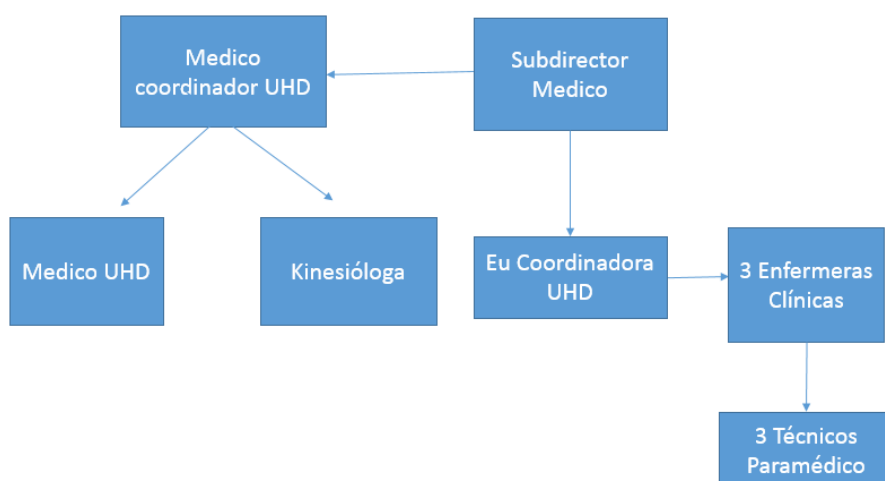 Medico
coordinador UHD
Subdirector
Medico
Medico UHD
Kinesióloga
Eu Coordinadora
UHD
3 Enfermeras
Clínicas
3 Técnicos
Paramédico